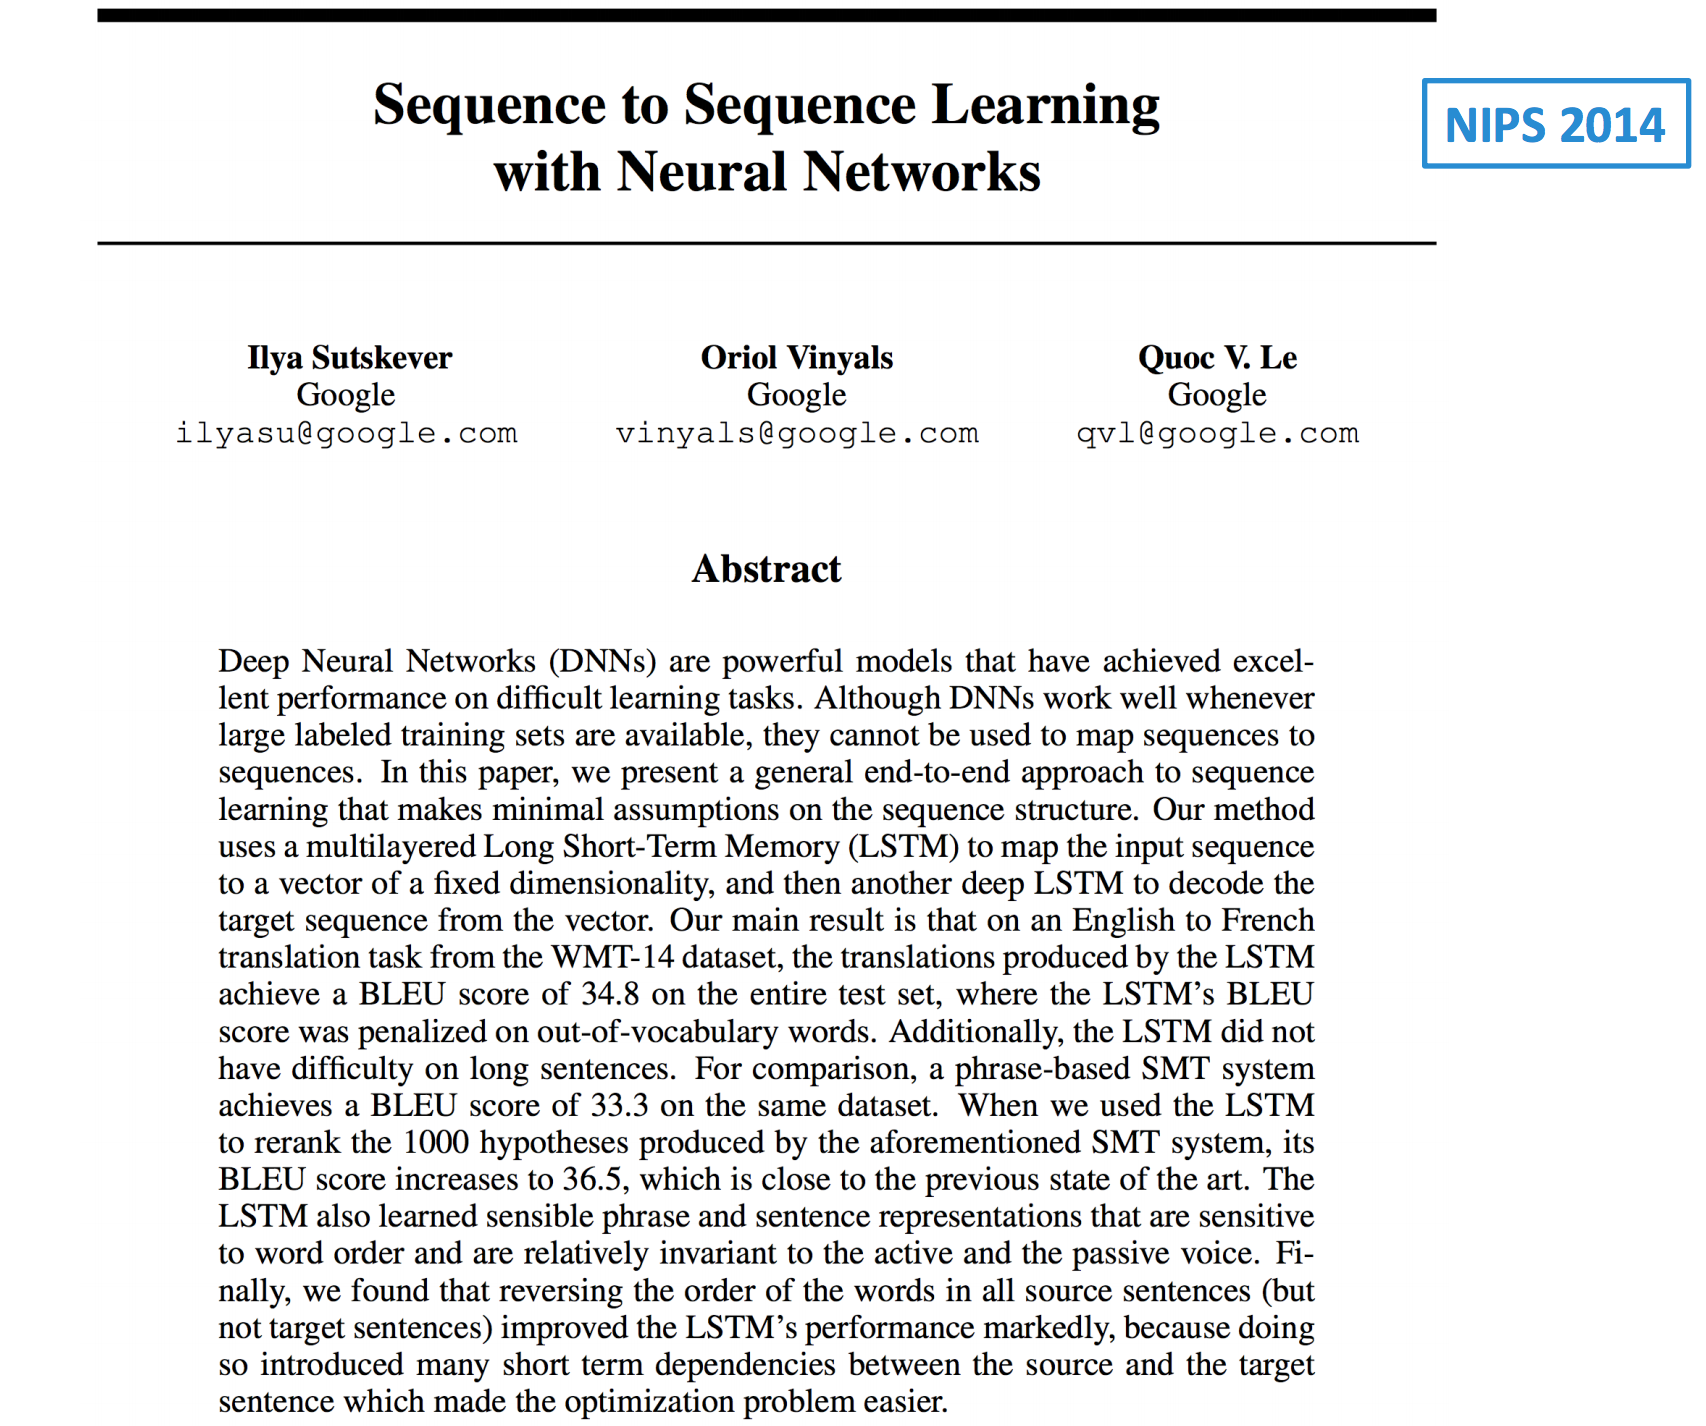 Sequence to Sequence Learning
with Neural Networks
NIPS 2014
Ilya Sutskever
Google
ilyasu@google.com
Oriol Vinyals
Google
vinyals@google.com
Quoc V. Le
Google
qvl@google.com
Abstract
Deep Neural Networks (DNNs) are powerful models that have achieved excel-
lent performance on difficult learning tasks. Although DNNs work well whenever
large labeled training sets are available, they cannot be used to map sequences to
sequences. In this paper, we present a general end-to-end approach to sequence
learning that makes minimal assumptions on the sequence structure. Our method
uses a multilayered Long Short-Term Memory (LSTM) to map the input sequence
to a vector of a fixed dimensionality, and then another deep LSTM to decode the
target sequence from the vector. Our main result is that on an English to French
translation task from the WMT-14 dataset, the translations produced by the LSTM
achieve a BLEU score of 34.8 on the entire test set, where the LSTM's BLEU
score was penalized on out-of-vocabulary words. Additionally, the LSTM did not
have difficulty on long sentences. For comparison, a phrase-based SMT system
achieves a BLEU score of 33.3 on the same dataset. When we used the LSTM
to rerank the 1000 hypotheses produced by the aforementioned SMT system, its
BLEU score increases to 36.5, which is close to the previous state of the art. The
LSTM also learned sensible phrase and sentence representations that are sensitive
to word order and are relatively invariant to the active and the passive voice. Fi-
nally, we found that reversing the order of the words in all source sentences (but
not target sentences) improved the LSTM's performance markedly, because doing
so introduced many short term dependencies between the source and the target
sentence which made the optimization problem easier.